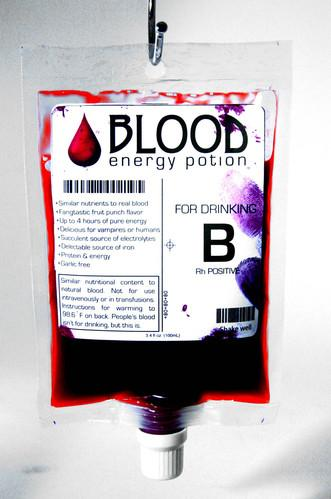 BLOOD
energy potion
•Similar nutrients to real blood
•Fangtastic fruit punch flavor
•Up to 4 hours of pure energy
•Delicious for vampires or humans
•Succulent source of electrolytes
•Delectable source of iron
•Protein & energy
•Garlic free
Similar nutritional content to
natural blood. Not for use
intravenously or in transfusions.
Instructions for warming to
98.6°F on back. People's blood
isn't for drinking, but this is.
3.4 fl oz (100mL)
FOR DRINKING
B
Rh POSITIVE
Shake well